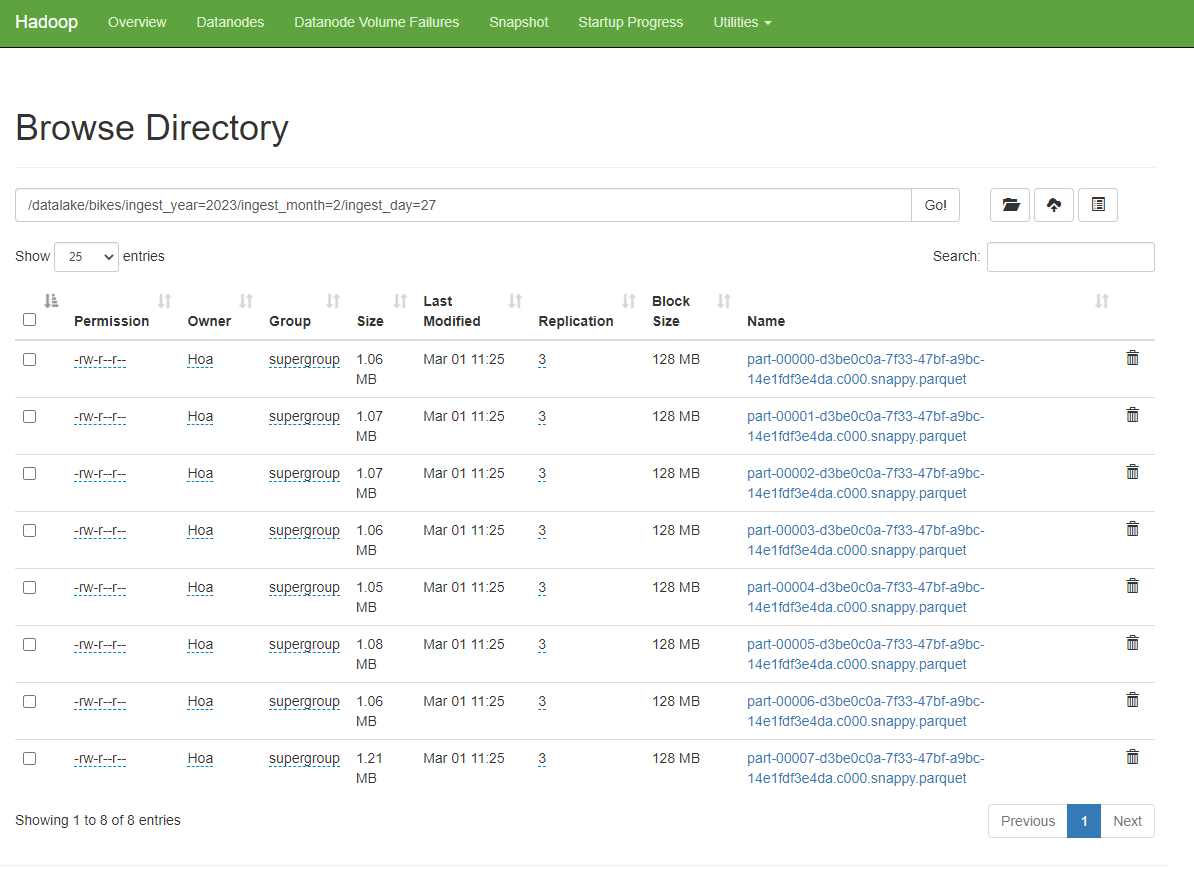 Hadoop Overview Datanodes Datanode Volume Failures Snapshot Startup Progress Utilities
Browse Directory
/datalake/bikes/ingest_year=2023/ingest_month=2/ingest_day=27 Go!
Show 25 entries Search:
Permission Owner Group Size Last Modified Replication Block Size Name
-rw-r--r-- Hoa supergroup 1.06 MB Mar 01 11:25 3 128 MB part-00000-d3be0c0a-7f33-47bf-a9bc-14e1fdf3e4da.c000.snappy.parquet
-rw-r--r-- Hoa supergroup 1.07 MB Mar 01 11:25 3 128 MB part-00001-d3be0c0a-7f33-47bf-a9bc-14e1fdf3e4da.c000.snappy.parquet
-rw-r--r-- Hoa supergroup 1.07 MB Mar 01 11:25 3 128 MB part-00002-d3be0c0a-7f33-47bf-a9bc-14e1fdf3e4da.c000.snappy.parquet
-rw-r--r-- Hoa supergroup 1.06 MB Mar 01 11:25 3 128 MB part-00003-d3be0c0a-7f33-47bf-a9bc-14e1fdf3e4da.c000.snappy.parquet
-rw-r--r-- Hoa supergroup 1.05 MB Mar 01 11:25 3 128 MB part-00004-d3be0c0a-7f33-47bf-a9bc-14e1fdf3e4da.c000.snappy.parquet
-rw-r--r-- Hoa supergroup 1.08 MB Mar 01 11:25 3 128 MB part-00005-d3be0c0a-7f33-47bf-a9bc-14e1fdf3e4da.c000.snappy.parquet
-rw-r--r-- Hoa supergroup 1.06 MB Mar 01 11:25 3 128 MB part-00006-d3be0c0a-7f33-47bf-a9bc-14e1fdf3e4da.c000.snappy.parquet
-rw-r--r-- Hoa supergroup 1.21 MB Mar 01 11:25 3 128 MB part-00007-d3be0c0a-7f33-47bf-a9bc-14e1fdf3e4da.c000.snappy.parquet
Showing 1 to 8 of 8 entries Previous 1 Next